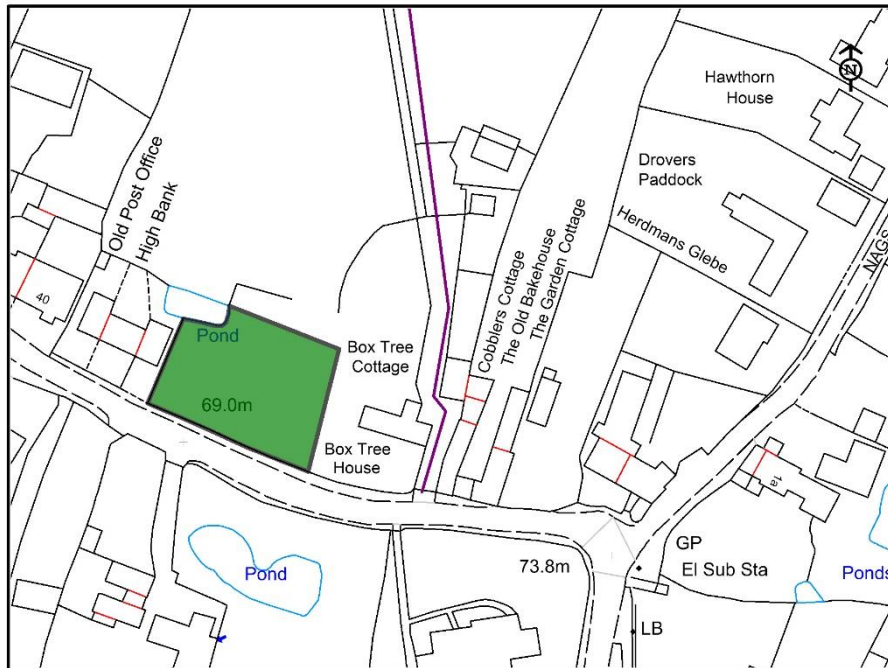 N
Hawthorn
House
Drovers
Paddock
Herdmans Glebe
NAGS
Old Post Office
High Bank
40
Pond
69.0m
Box Tree
Cottage
Box Tree
House
Cobblers Cottage
The Old Bakehouse
The Garden Cottage
1a
Pond
73.8m
GP
El Sub Sta
Ponds
LB